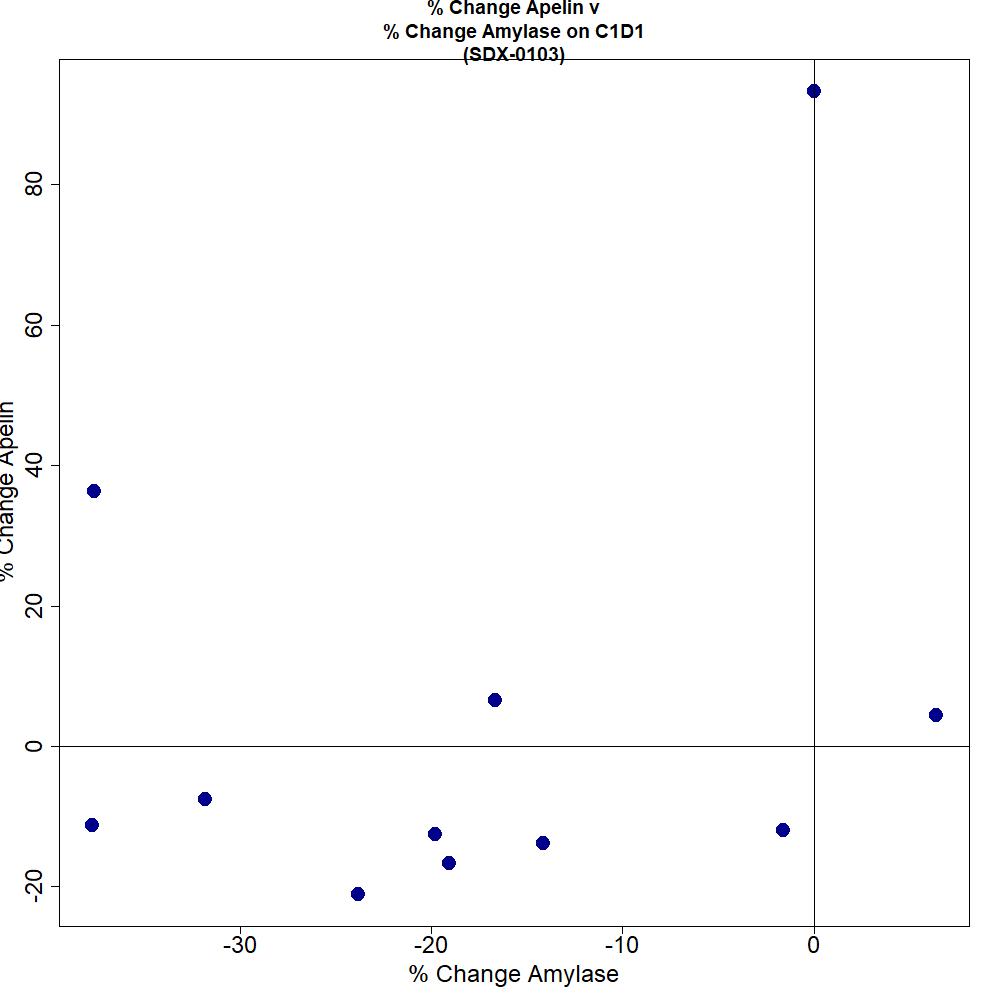 % Change Apelin v
% Change Amylase on C1D1
(SDX-0103)
% Change Apelin
80
60
40
20
0
-20
-30
-20
-10
0
% Change Amylase